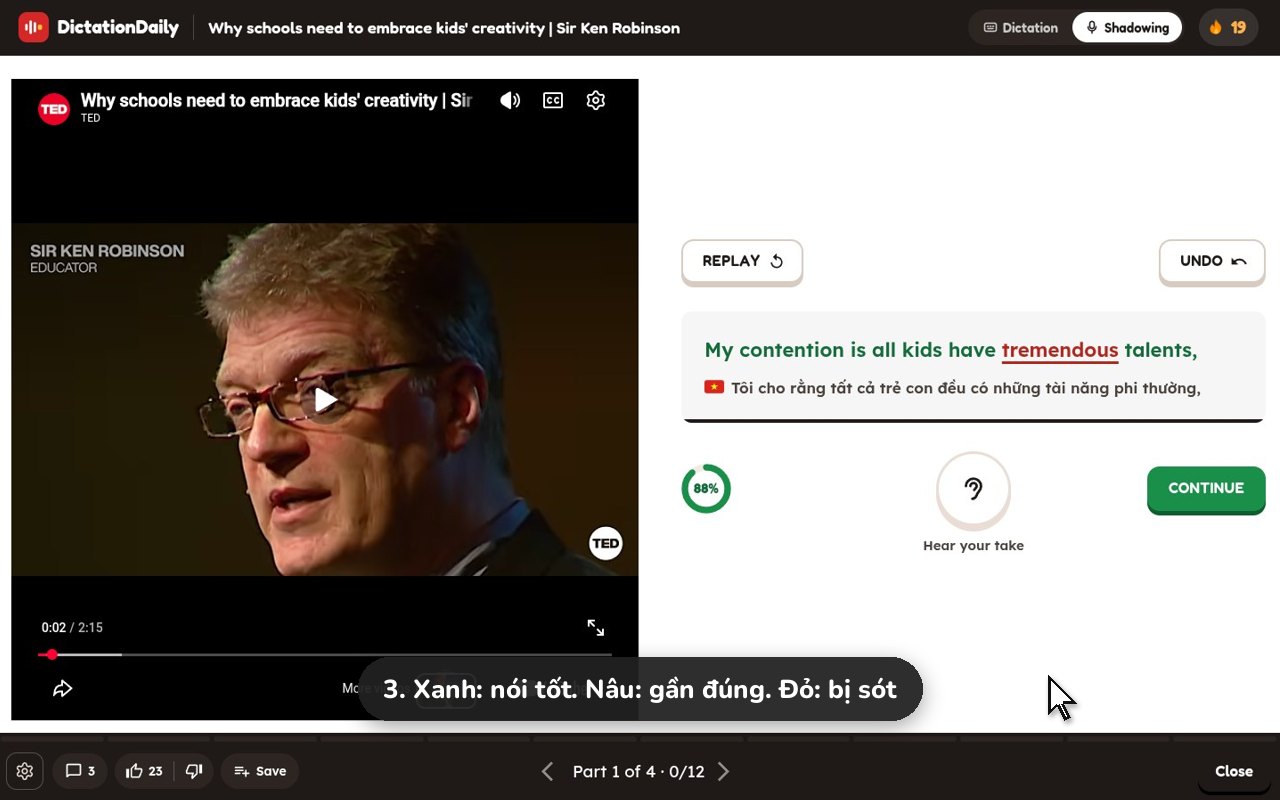 DictationDaily
Why schools need to embrace kids' creativity | Sir Ken Robinson
Dictation
Shadowing
19
TED
Why schools need to embrace kids' creativity | Sir
TED
SIR KEN ROBINSON
EDUCATOR
TED
0:02 / 2:15
REPLAY
UNDO
My contention is all kids have tremendous talents,
Tôi cho rằng tất cả trẻ con đều có những tài năng phi thường,
88%
Hear your take
CONTINUE
3. Xanh: nói tốt. Nâu: gần đúng. Đỏ: bị sót
3
23
Save
Part 1 of 4 · 0/12
Close